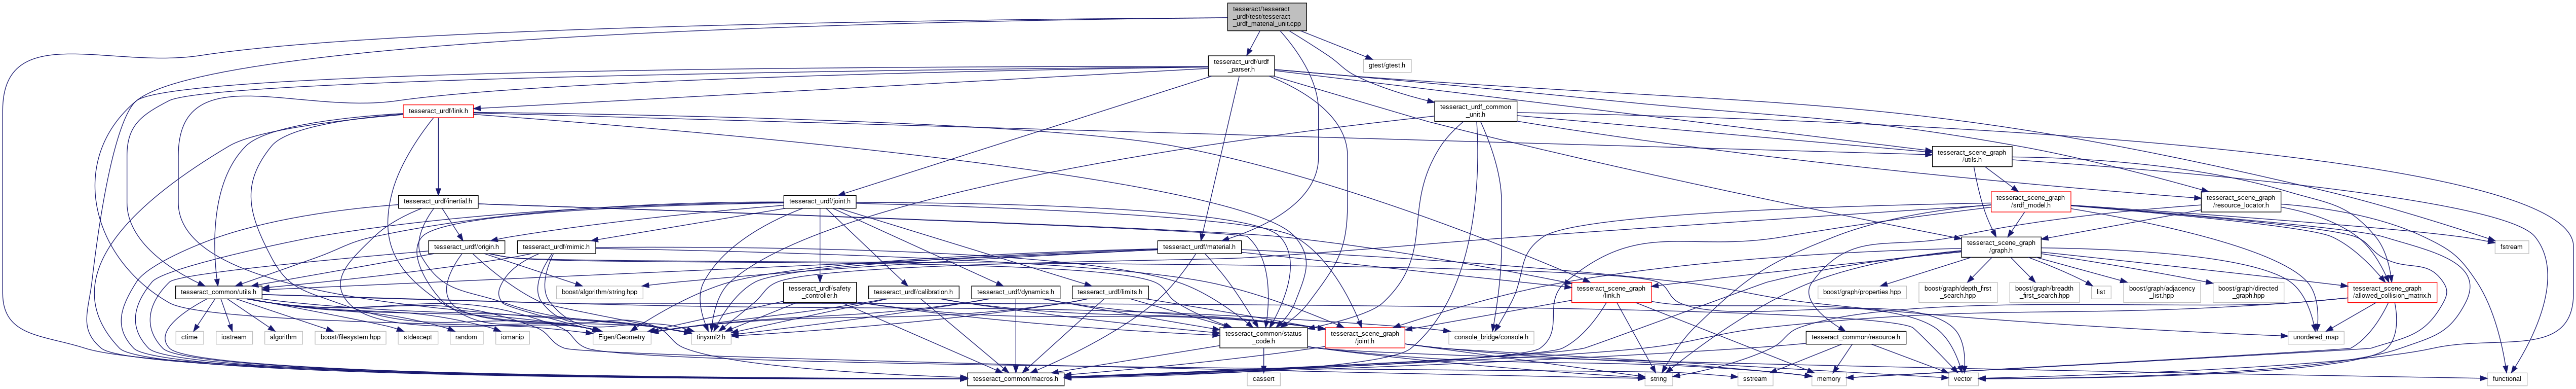 tesseract/tesseract
_urdf/test/tesseract
_urdf_material_unit.cpp
tesseract_urdf/urdf
_parser.h
gtest/gtest.h
tesseract_urdf/link.h
tesseract_urdf_common
_unit.h
tesseract_scene_graph
/utils.h
tesseract_urdf/inertial.h
tesseract_urdf/joint.h
tesseract_scene_graph
/srdf_model.h
tesseract_scene_graph
/resource_locator.h
tesseract_urdf/origin.h
tesseract_urdf/mimic.h
tesseract_urdf/material.h
tesseract_scene_graph
/graph.h
fstream
tesseract_common/utils.h
boost/algorithm/string.hpp
tesseract_urdf/safety
_controller.h
tesseract_urdf/calibration.h
tesseract_urdf/dynamics.h
tesseract_urdf/limits.h
tesseract_scene_graph
/link.h
boost/graph/properties.hpp
boost/graph/depth_first
_search.hpp
boost/graph/breadth
_first_search.hpp
list
boost/graph/adjacency
_list.hpp
boost/graph/directed
_graph.hpp
tesseract_scene_graph
/allowed_collision_matrix.h
ctime
iostream
algorithm
boost/filesystem.hpp
stdexcept
random
iomanip
Eigen/Geometry
tinyxml2.h
tesseract_common/status
_code.h
tesseract_scene_graph
/joint.h
console_bridge/console.h
tesseract_common/resource.h
unordered_map
tesseract_common/macros.h
cassert
string
sstream
memory
vector
functional